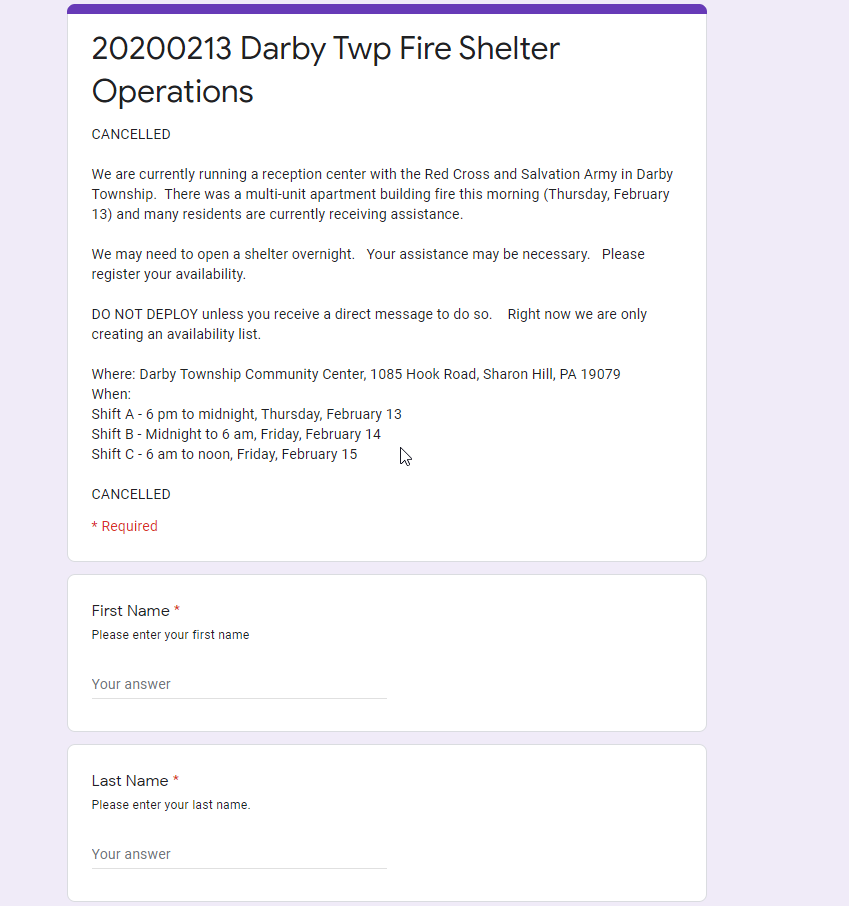 20200213 Darby Twp Fire Shelter
Operations
CANCELLED
We are currently running a reception center with the Red Cross and Salvation Army in Darby
Township.  There was a multi-unit apartment building fire this morning (Thursday, February
13) and many residents are currently receiving assistance.
We may need to open a shelter overnight.   Your assistance may be necessary.   Please
register your availability.
DO NOT DEPLOY unless you receive a direct message to do so.    Right now we are only
creating an availability list.
Where: Darby Township Community Center, 1085 Hook Road, Sharon Hill, PA 19079
When:
Shift A - 6 pm to midnight, Thursday, February 13
Shift B - Midnight to 6 am, Friday, February 14
Shift C - 6 am to noon, Friday, February 15
CANCELLED
* Required
First Name *
Please enter your first name
Your answer
Last Name *
Please enter your last name.
Your answer